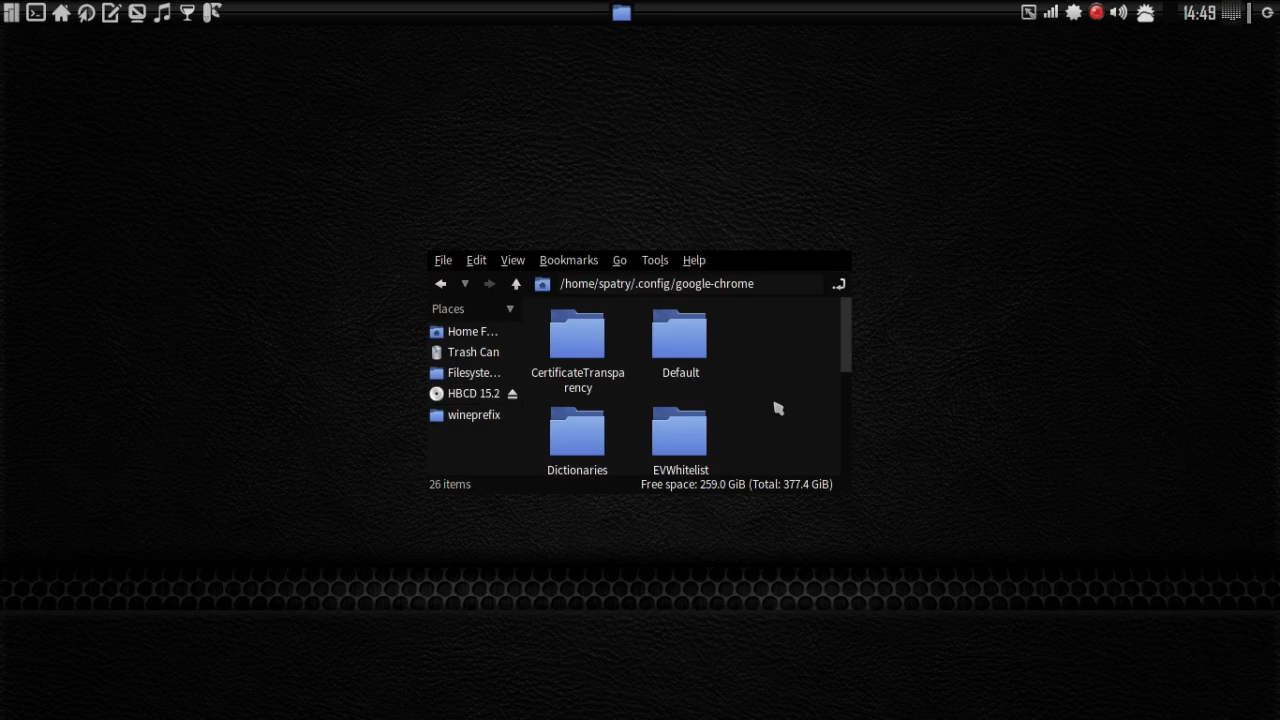 14:49
File Edit View Bookmarks Go Tools Help
/home/spatry/.config/google-chrome
Places
Home F...
Trash Can
Filesyste...
HBCD 15.2
wineprefix
CertificateTranspa
rency
Default
Dictionaries
EVWhitelist
26 items
Free space: 259.0 GiB (Total: 377.4 GiB)